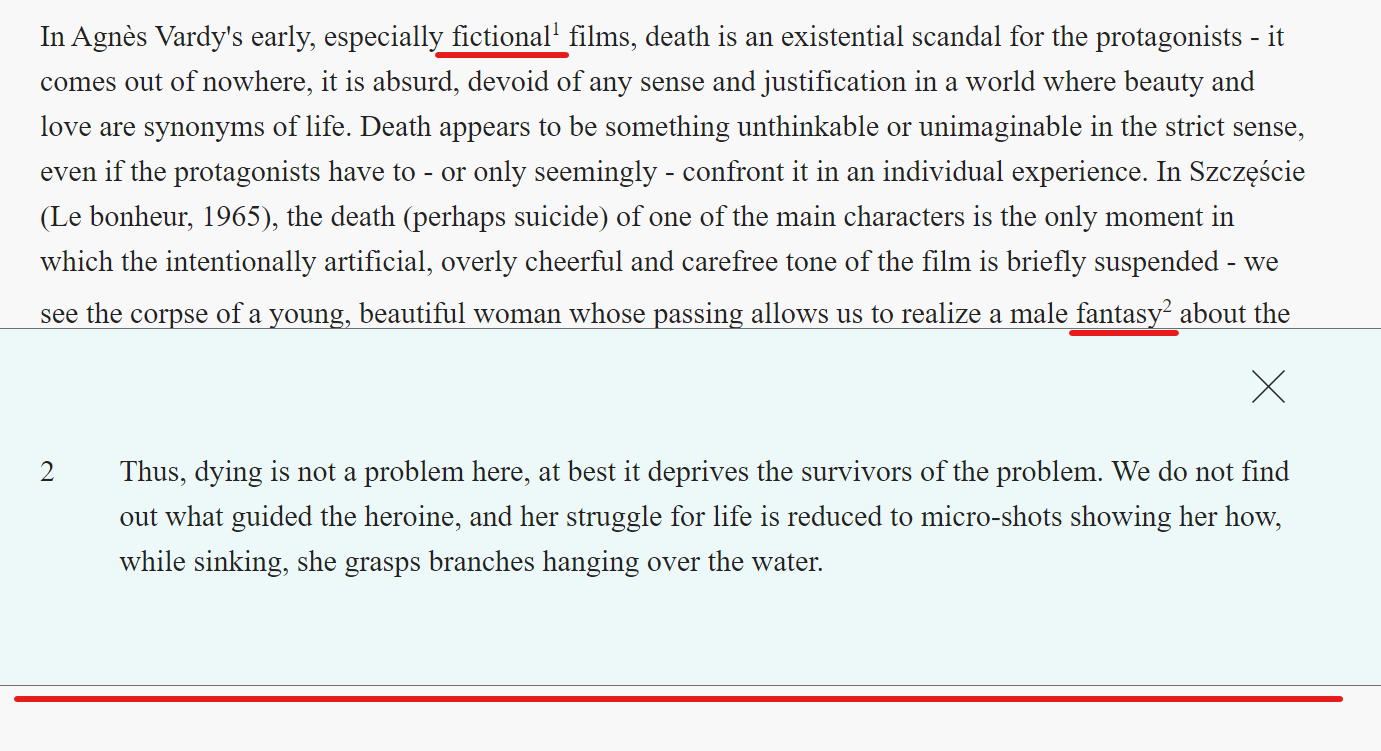 In Agnès Vardy's early, especially fictional¹ films, death is an existential scandal for the protagonists - it
comes out of nowhere, it is absurd, devoid of any sense and justification in a world where beauty and
love are synonyms of life. Death appears to be something unthinkable or unimaginable in the strict sense,
even if the protagonists have to - or only seemingly - confront it in an individual experience. In Szczęście
(Le bonheur, 1965), the death (perhaps suicide) of one of the main characters is the only moment in
which the intentionally artificial, overly cheerful and carefree tone of the film is briefly suspended - we
see the corpse of a young, beautiful woman whose passing allows us to realize a male fantasy² about the
2 Thus, dying is not a problem here, at best it deprives the survivors of the problem. We do not find
out what guided the heroine, and her struggle for life is reduced to micro-shots showing her how,
while sinking, she grasps branches hanging over the water.